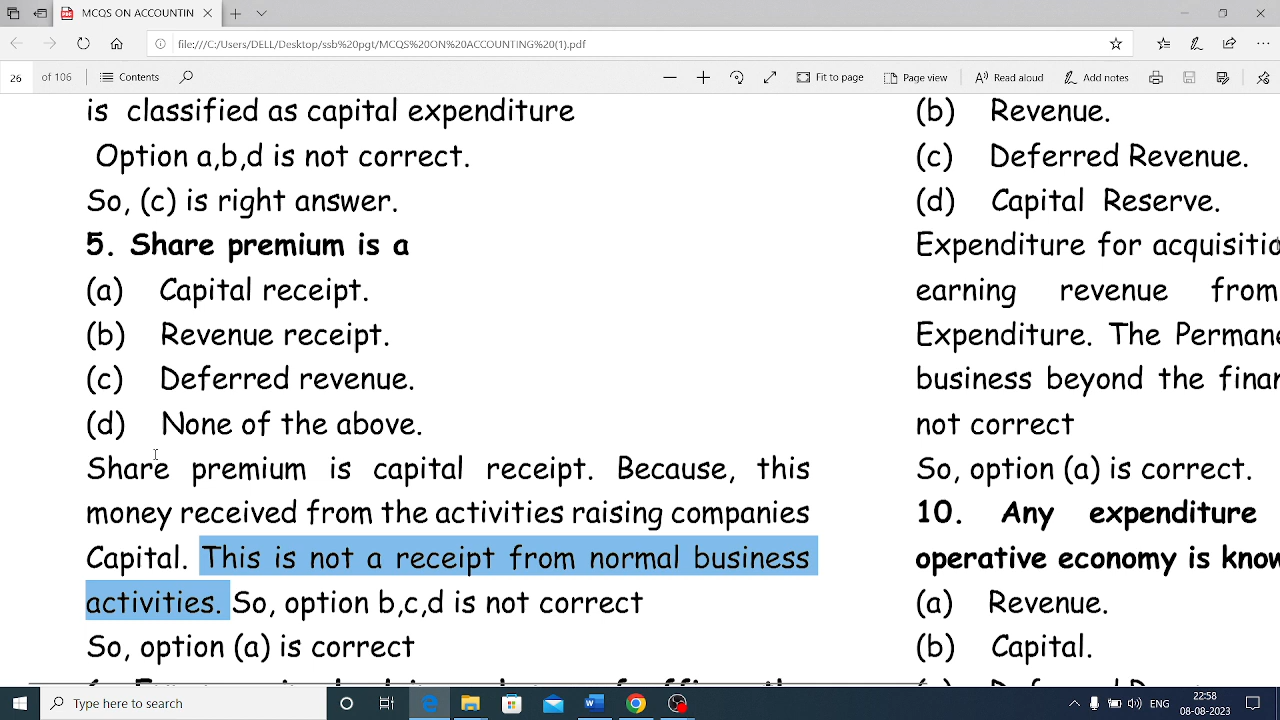 MCQS ON ACCOUNTIN
file:///C:/Users/DELL/Desktop/ssb%20pgt/MCQS%20ON%20ACCOUNTING%20(1).pdf
26 of 106 Contents Fit to page Page view Read aloud Add notes
is classified as capital expenditure
Option a,b,d is not correct.
So, (c) is right answer.
5. Share premium is a
(a) Capital receipt.
(b) Revenue receipt.
(c) Deferred revenue.
(d) None of the above.
Share premium is capital receipt. Because, this
money received from the activities raising companies
Capital. This is not a receipt from normal business
activities. So, option b,c,d is not correct
So, option (a) is correct
(b) Revenue.
(c) Deferred Revenue.
(d) Capital Reserve.
Expenditure for acquisitio
earning revenue from
Expenditure. The Permane
business beyond the finan
not correct
So, option (a) is correct.
10. Any expenditure
operative economy is know
(a) Revenue.
(b) Capital.
Type here to search
ENG
22:58
08-08-2023